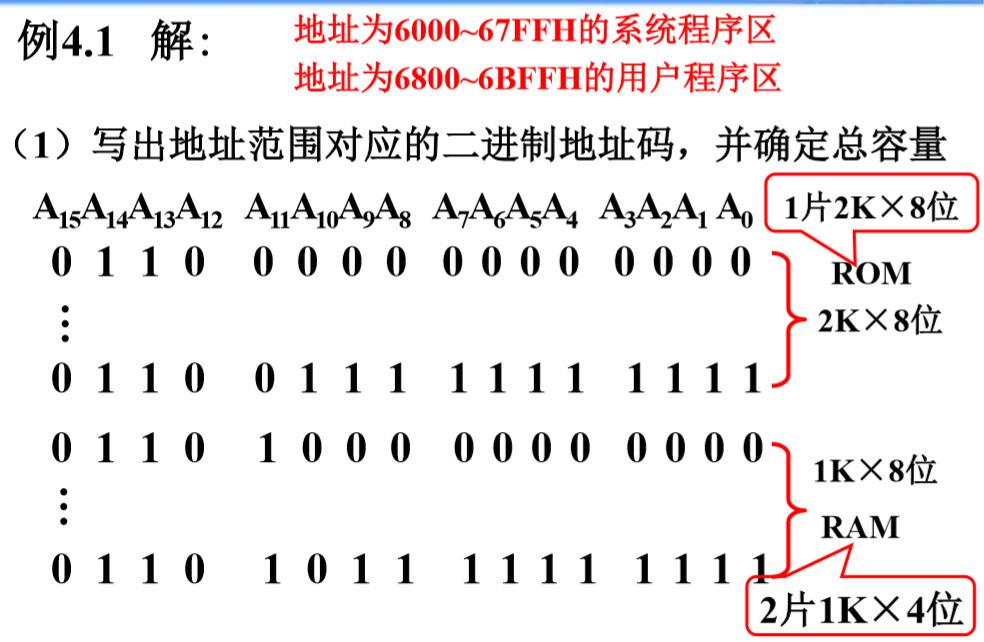 例4.1 解:
地址为6000~67FFH的系统程序区
地址为6800~6BFFH的用户程序区
（1）写出地址范围对应的二进制地址码，并确定总容量
A15A14A13A12 A11A10A9A8 A7A6A5A4 A3A2A1 A0
1片2K×8位
0 1 1 0 0 0 0 0 0 0 0 0 0 0 0 0
ROM
⋮
2K×8位
0 1 1 0 0 1 1 1 1 1 1 1 1 1 1 1
0 1 1 0 1 0 0 0 0 0 0 0 0 0 0 0
1K×8位
⋮
RAM
0 1 1 0 1 0 1 1 1 1 1 1 1 1 1 1
2片1K×4位